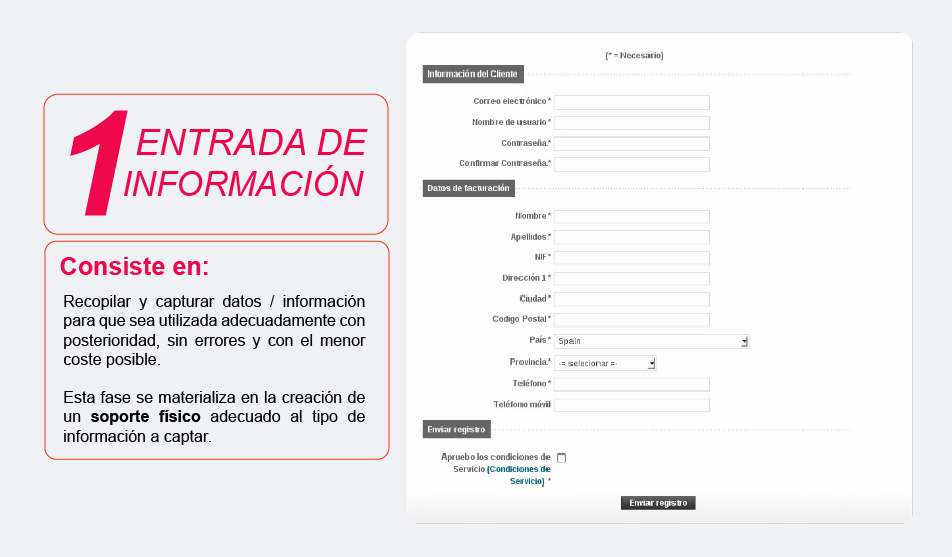 1 ENTRADA DE
INFORMACIÓN
Consiste en:
Recopilar y capturar datos / información
para que sea utilizada adecuadamente con
posterioridad, sin errores y con el menor
coste posible.
Esta fase se materializa en la creación de
un soporte físico adecuado al tipo de
información a captar.
(* = Necesario)
Información del Cliente
Correo electrónico *
Nombre de usuario *
Contraseña.*
Confirmar Contraseña.*
Datos de facturación
Nombre *
Apellidos *
NIF *
Dirección 1 *
Ciudad *
Codigo Postal *
País * Spain
Provincia.* -= selecionar =-
Teléfono *
Teléfono móvil
Enviar registro
Apruebo los condiciones de
Servicio (Condiciones de
Servicio) *
Enviar registro